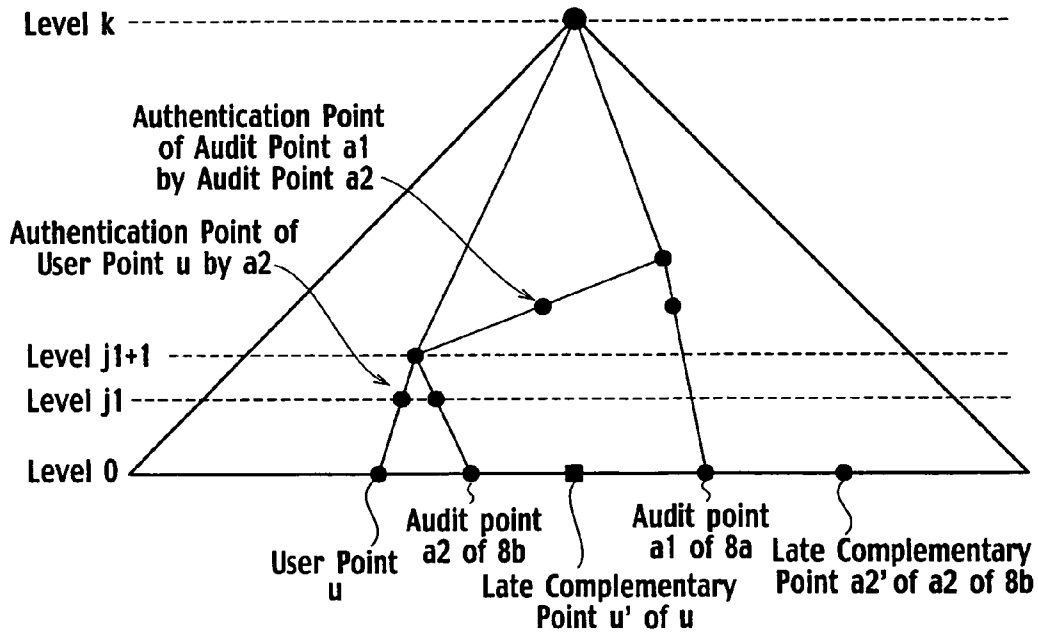 Level k
Authentication Point
of Audit Point a1
by Audit Point a2
Authentication Point of
User Point u by a2
Level j1+1
Level j1
Level 0
User Point
u
Audit point
a2 of 8b
Late Complementary
Point u' of u
Audit point
a1 of 8a
Late Complementary
Point a2' of a2 of 8b